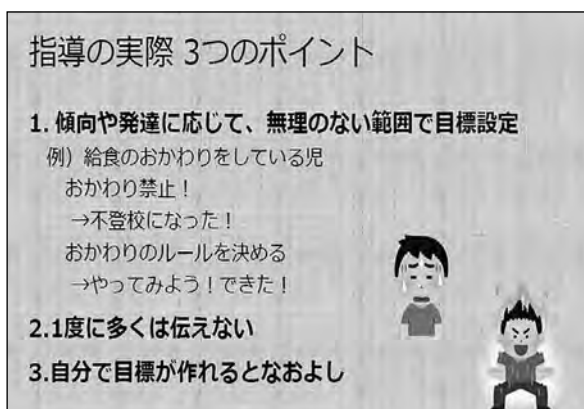 指導の実際 3つのポイント
1. 傾向や発達に応じて、無理のない範囲で目標設定
例）給食のおかわりをしている児
おかわり禁止！
→不登校になった！
おかわりのルールを決める
→やってみよう！できた！
2.1度に多くは伝えない
3.自分で目標が作れるとなおよし